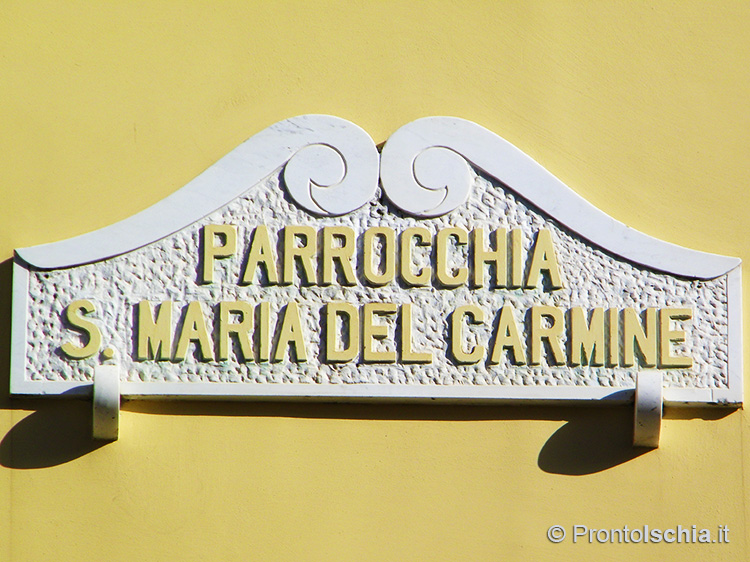 PARROCCHIA
S. MARIA DEL CARMINE
© ProntoIschia.it